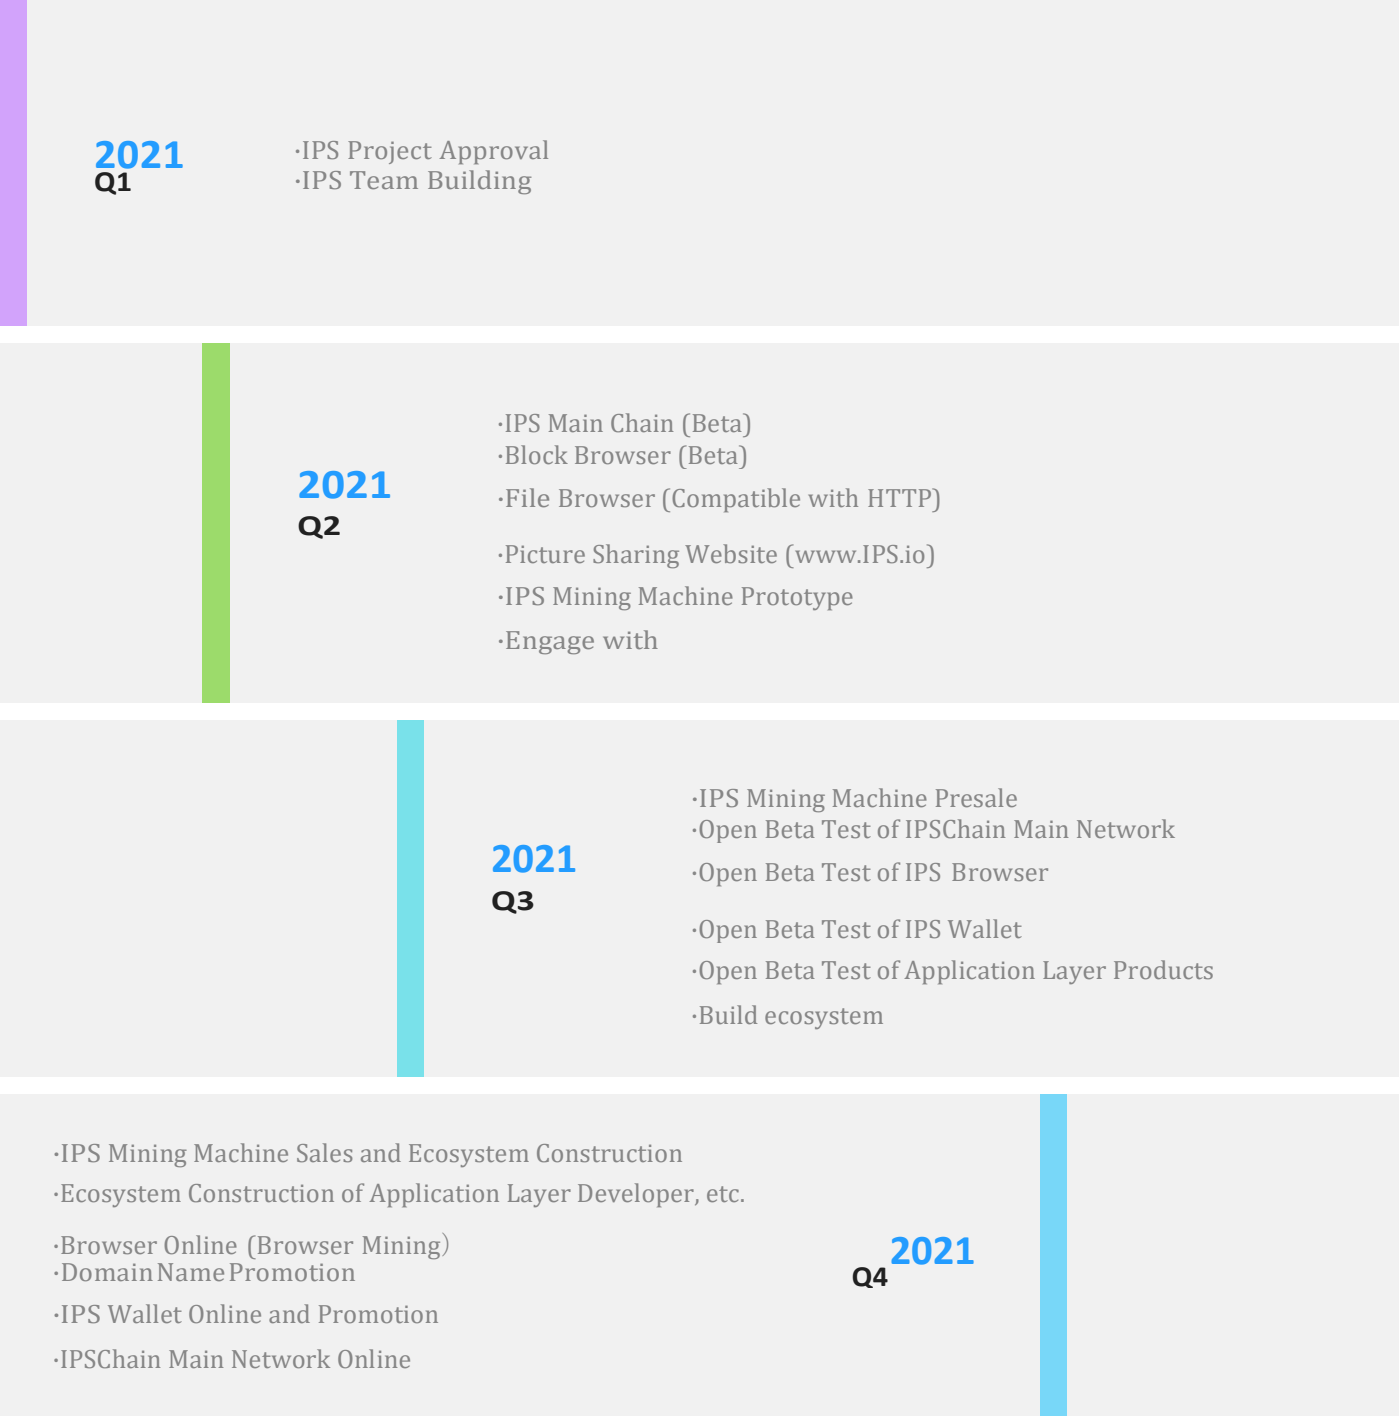 2021
Q1
·IPS Project Approval
·IPS Team Building
2021
Q2
·IPS Main Chain (Beta)
·Block Browser (Beta)
·File Browser (Compatible with HTTP)
·Picture Sharing Website (www.IPS.io)
·IPS Mining Machine Prototype
·Engage with
2021
Q3
·IPS Mining Machine Presale
·Open Beta Test of IPSChain Main Network
·Open Beta Test of IPS Browser
·Open Beta Test of IPS Wallet
·Open Beta Test of Application Layer Products
·Build ecosystem
2021
Q4
·IPS Mining Machine Sales and Ecosystem Construction
·Ecosystem Construction of Application Layer Developer, etc.
·Browser Online (Browser Mining）
·Domain Name Promotion
·IPS Wallet Online and Promotion
·IPSChain Main Network Online